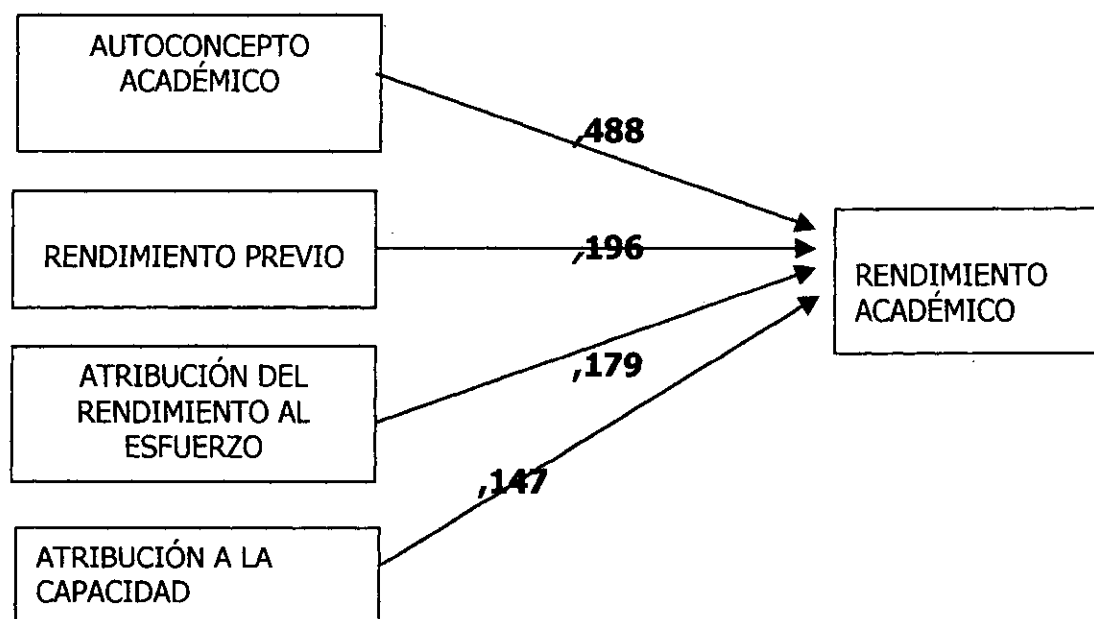 AUTOCONCEPTO
ACADÉMICO
,488
RENDIMIENTO PREVIO
,196
RENDIMIENTO
ACADÉMICO
ATRIBUCIÓN DEL
RENDIMIENTO AL
ESFUERZO
,179
,147
ATRIBUCIÓN A LA
CAPACIDAD